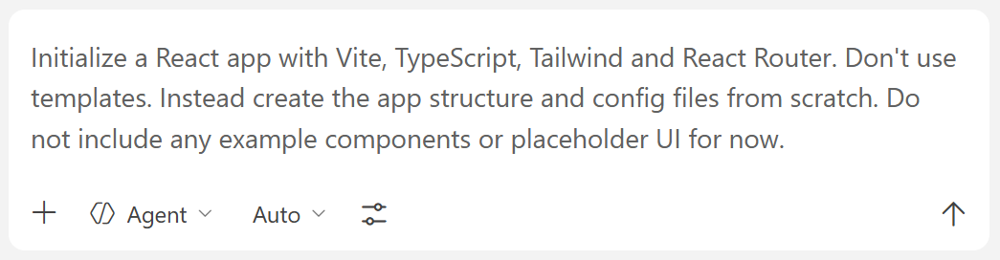 Initialize a React app with Vite, TypeScript, Tailwind and React Router. Don't use
templates. Instead create the app structure and config files from scratch. Do
not include any example components or placeholder UI for now.
Agent Auto